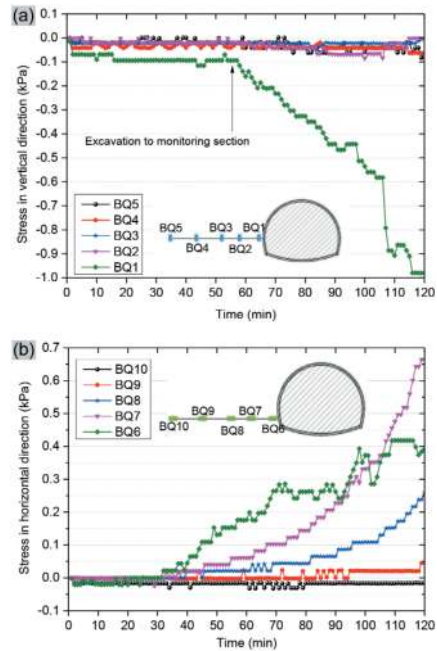 (a)
0.1
0.0
-0.1
-0.2
-0.3
-0.4
-0.5
-0.6
-0.7
-0.8
-0.9
-1.0
Stress in vertical direction (kPa)
Excavation to monitoring section
BQ5
BQ4
BQ3
BQ2
BQ1
BQ5 BQ3 BQ1
BQ4 BQ2
0 10 20 30 40 50 60 70 80 90 100 110 120
Time (min)
(b)
0.7
0.6
0.5
0.4
0.3
0.2
0.1
0.0
-0.1
Stress in horizontal direction (kPa)
BQ10
BQ9
BQ8
BQ7
BQ6
BQ9 BQ7
BQ10 BQ8 BQ6
0 10 20 30 40 50 60 70 80 90 100 110 120
Time (min)